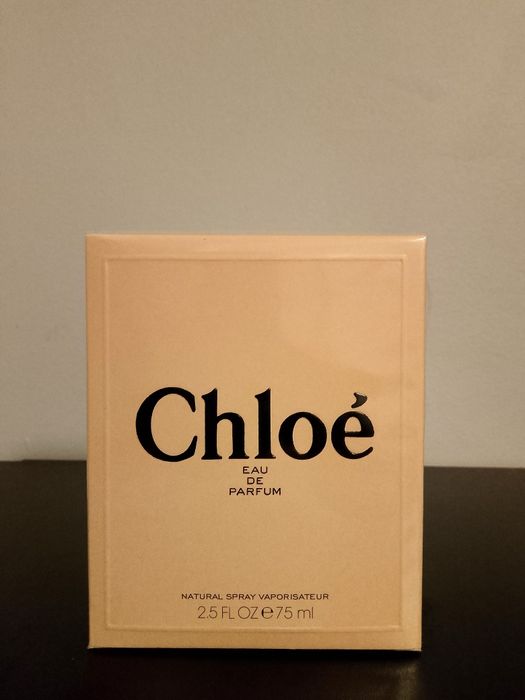 Chloé
EAU
DE
PARFUM
NATURAL SPRAY VAPORISATEUR
2.5 FL OZ ℮ 75 ml